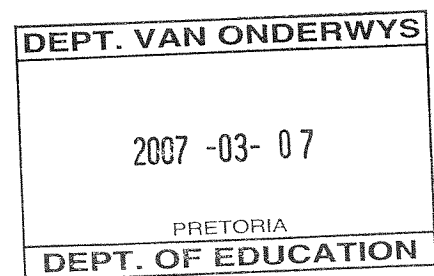 DEPT. VAN ONDERWYS
2007 -03- 07
PRETORIA
DEPT. OF EDUCATION